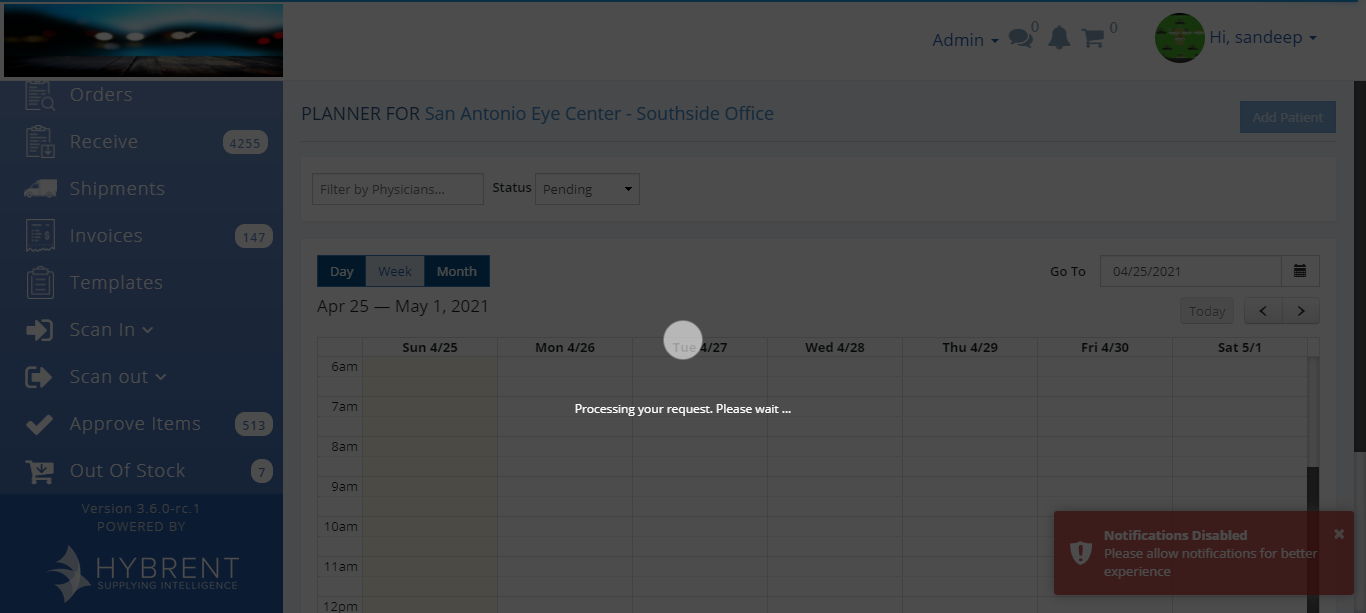 Admin
0
0
Hi, sandeep
Orders
Receive 4255
Shipments
Invoices 147
Templates
Scan In
Scan out
Approve Items 513
Out Of Stock 7
Version 3.6.0-rc.1
POWERED BY
HYBRENT
SUPPLYING INTELLIGENCE
PLANNER FOR San Antonio Eye Center - Southside Office
Add Patient
Filter by Physicians... Status Pending
Day Week Month
Go To 04/25/2021
Apr 25 — May 1, 2021
Today < >
Sun 4/25 Mon 4/26 Tue 4/27 Wed 4/28 Thu 4/29 Fri 4/30 Sat 5/1
6am
7am
8am
9am
10am
11am
12pm
Processing your request. Please wait ...
Notifications Disabled ×
Please allow notifications for better
experience